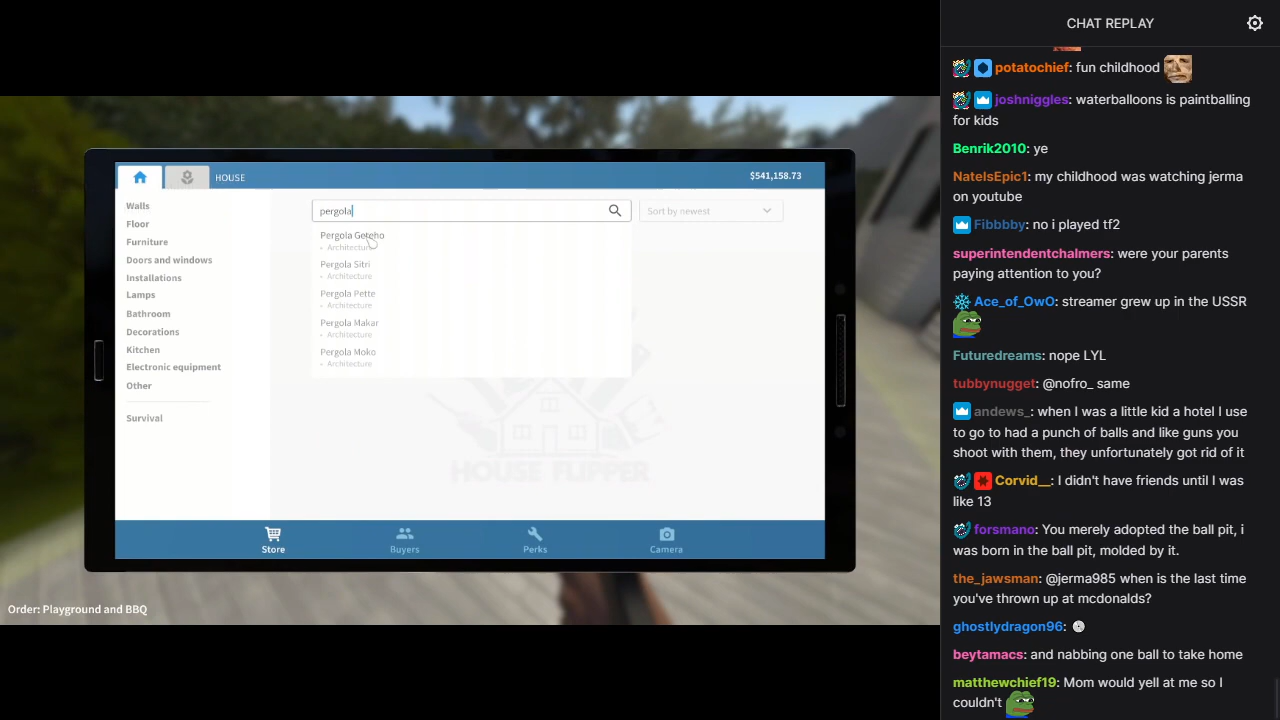 HOUSE
$541,158.73
Walls
Floor
Furniture
Doors and windows
Installations
Lamps
Bathroom
Decorations
Kitchen
Electronic equipment
Other
Survival
pergola
Sort by newest
Pergola Gereho
- Architecture
Pergola Sitri
- Architecture
Pergola Pette
- Architecture
Pergola Makar
- Architecture
Pergola Moko
- Architecture
HOUSE FLIPPER
Store
Buyers
Perks
Camera
Order: Playground and BBQ
CHAT REPLAY
potatochief: fun childhood
joshniggles: waterballoons is paintballing
for kids
Benrik2010: ye
NateIsEpic1: my childhood was watching jerma
on youtube
Fibbbby: no i played tf2
superintendentchalmers: were your parents
paying attention to you?
Ace_of_OwO: streamer grew up in the USSR
Futuredreams: nope LYL
tubbynugget: @nofro_ same
andews_: when I was a little kid a hotel I use
to go to had a punch of balls and like guns you
shoot with them, they unfortunately got rid of it
Corvid__: I didn't have friends until I was
like 13
forsmano: You merely adopted the ball pit, i
was born in the ball pit, molded by it.
the_jawsman: @jerma985 when is the last time
you've thrown up at mcdonalds?
ghostlydragon96:
beytamacs: and nabbing one ball to take home
matthewchief19: Mom would yell at me so I
couldn't